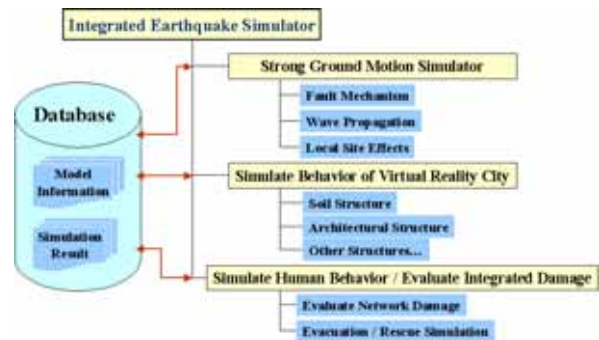 Integrated Earthquake Simulator
Strong Ground Motion Simulator
Fault Mechanism
Wave Propagation
Local Site Effects
Database
Model
Information
Simulation
Result
Simulate Behavior of Virtual Reality City
Soil Structure
Architectural Structure
Other Structures...
Simulate Human Behavior / Evaluate Integrated Damage
Evaluate Network Damage
Evacuation / Rescue Simulation